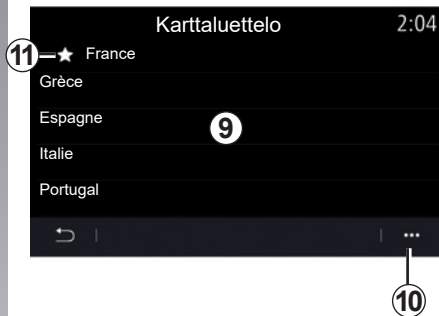 Karttaluettelo 2:04
11 France
Grèce
Espagne
9
Italie
Portugal
10